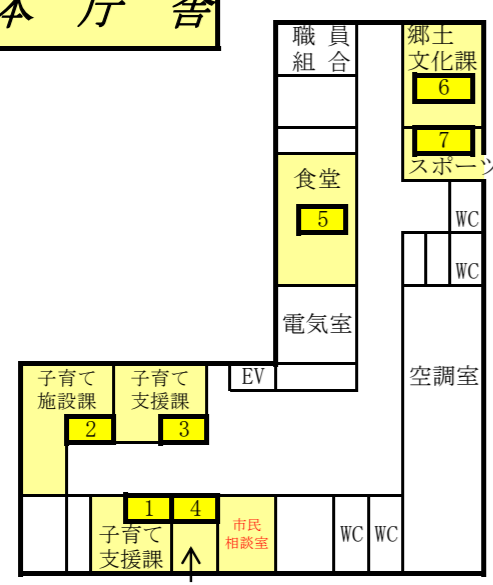 本庁舎
職員
組合
郷土
文化課
6
7
スポーツ
食堂
5
WC
WC
電気室
空調室
EV
子育て
施設課
2
子育て
支援課
3
1
4
子育て
支援課
市民
相談室
WC
WC